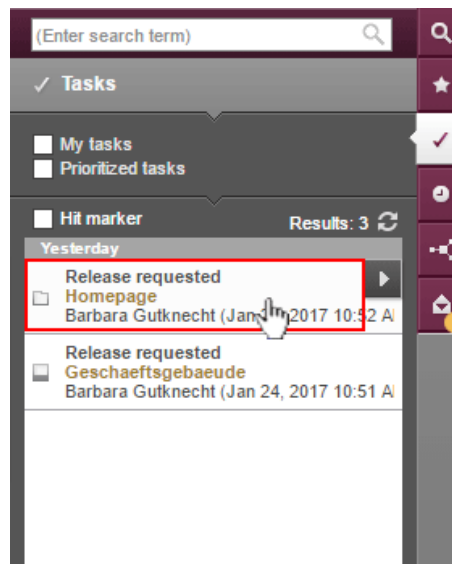 (Enter search term)
Tasks
My tasks
Prioritized tasks
Hit marker Results: 3
Yesterday
Release requested
Homepage
Barbara Gutknecht (Jan 2017 10:52 A
Release requested
Geschaeftsgebaeude
Barbara Gutknecht (Jan 24, 2017 10:51 A